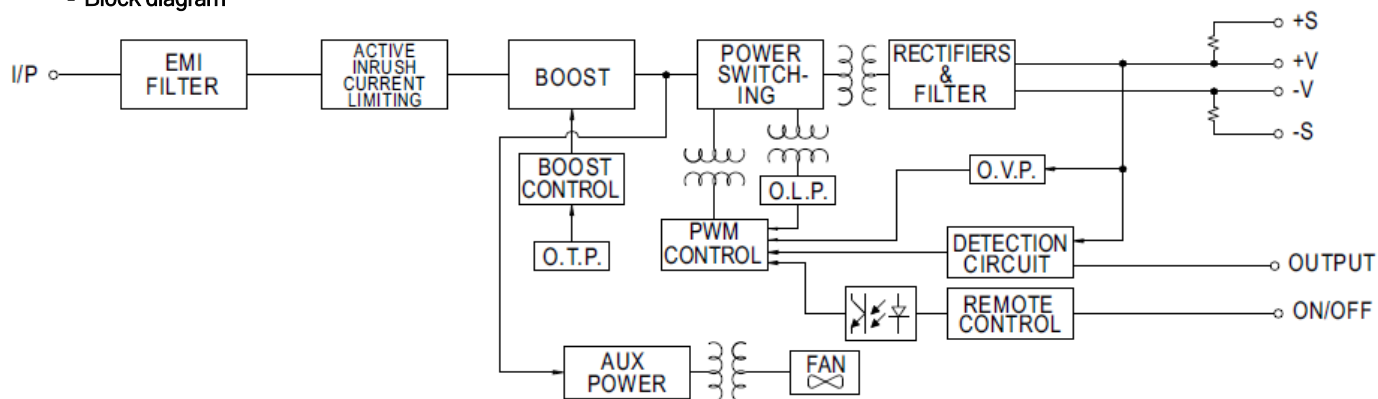 Block diagram
I/P
EMI
FILTER
ACTIVE
INRUSH
CURRENT
LIMITING
BOOST
POWER
SWITCH-
ING
RECTIFIERS
&
FILTER
+S
+V
-V
-S
BOOST
CONTROL
O.T.P.
O.L.P.
O.V.P.
PWM
CONTROL
DETECTION
CIRCUIT
OUTPUT
REMOTE
CONTROL
ON/OFF
AUX
POWER
FAN